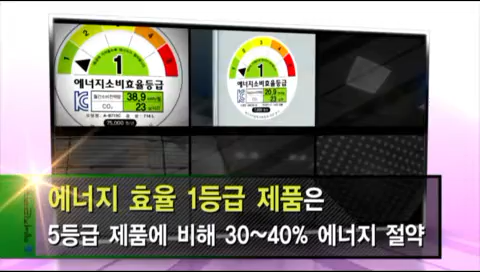 1
에너지소비효율등급
38.9
CO₂
23
1
에너지소비효율등급
23
에너지 효율 1등급 제품은
5등급 제품에 비해 30~40% 에너지 절약